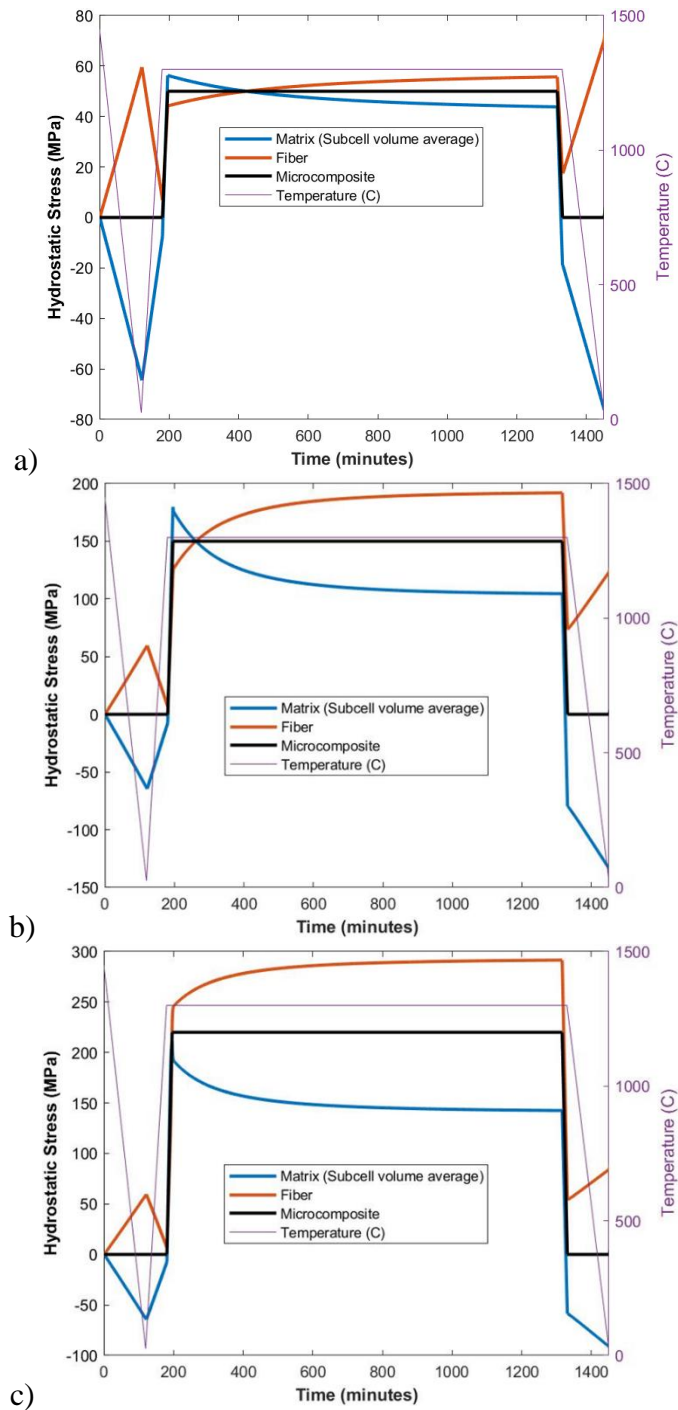 80
60
40
20
0
-20
-40
-60
-80
Hydrostatic Stress (MPa)
1500
1000
500
0
Temperature (C)
Matrix (Subcell volume average)
Fiber
Microcomposite
Temperature (C)
0 200 400 600 800 1000 1200 1400
Time (minutes)
a)
200
150
100
50
0
-50
-100
-150
Hydrostatic Stress (MPa)
1500
1000
500
0
Temperature (C)
Matrix (Subcell volume average)
Fiber
Microcomposite
Temperature (C)
0 200 400 600 800 1000 1200 1400
Time (minutes)
b)
300
250
200
150
100
50
0
-50
-100
Hydrostatic Stress (MPa)
1500
1000
500
0
Temperature (C)
Matrix (Subcell volume average)
Fiber
Microcomposite
Temperature (C)
0 200 400 600 800 1000 1200 1400
Time (minutes)
c)